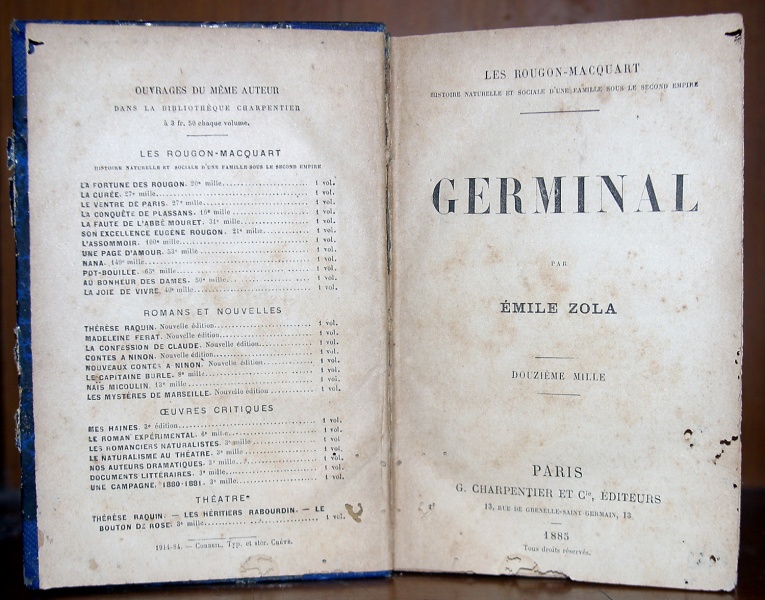 OUVRAGES DU MÊME AUTEUR
DANS LA BIBLIOTHÈQUE CHARPENTIER
à 3 fr. 50 chaque volume.
LES ROUGON-MACQUART
HISTOIRE NATURELLE ET SOCIALE D'UNE FAMILLE SOUS LE SECOND EMPIRE
LA FORTUNE DES ROUGON. 20e mille 1 vol.
LA CURÉE. 27e mille 1 vol.
LE VENTRE DE PARIS. 27e mille 1 vol.
LA CONQUÊTE DE PLASSANS. 16e mille 1 vol.
LA FAUTE DE L'ABBÉ MOURET. 31e mille 1 vol.
SON EXCELLENCE EUGÈNE ROUGON. 21e mille 1 vol.
L'ASSOMMOIR. 100e mille 1 vol.
UNE PAGE D'AMOUR. 53e mille 1 vol.
NANA. 149e mille 1 vol.
POT-BOUILLE. 65e mille 1 vol.
AU BONHEUR DES DAMES. 50e mille 1 vol.
LA JOIE DE VIVRE. 40e mille 1 vol.
ROMANS ET NOUVELLES
THÉRÈSE RAQUIN. Nouvelle édition 1 vol.
MADELEINE FERAT. Nouvelle édition 1 vol.
LA CONFESSION DE CLAUDE. Nouvelle édition 1 vol.
CONTES A NINON. Nouvelle édition 1 vol.
NOUVEAUX CONTES A NINON. Nouvelle édition 1 vol.
LE CAPITAINE BURLE. 8e mille 1 vol.
NAIS MICOULIN. 13e mille 1 vol.
LES MYSTÈRES DE MARSEILLE. Nouvelle édition 1 vol.
ŒUVRES CRITIQUES
MES HAINES. 3e édition 1 vol.
LE ROMAN EXPÉRIMENTAL. 4e mille 1 vol.
LES ROMANCIERS NATURALISTES. 3e mille 1 vol
LE NATURALISME AU THÉATRE. 3e mille 1 vol.
NOS AUTEURS DRAMATIQUES. 3e mille 1 vol.
DOCUMENTS LITTÉRAIRES. 3e mille 1 vol.
UNE CAMPAGNE, 1880-1881. 3e mille 1 vol.
THÉATRE
THÉRÈSE RAQUIN. — LES HÉRITIERS RABOURDIN. — LE
BOUTON DE ROSE. 3e mille 1 vol.
1914-84. — CORBEIL, Typ. et stér. CRÉTÉ.
LES ROUGON-MACQUART
HISTOIRE NATURELLE ET SOCIALE D'UNE FAMILLE SOUS LE SECOND EMPIRE
GERMINAL
PAR
ÉMILE ZOLA
DOUZIÈME MILLE
PARIS
G. CHARPENTIER ET Cie, ÉDITEURS
13, RUE DE GRENELLE-SAINT-GERMAIN, 13
1885
Tous droits réservés.